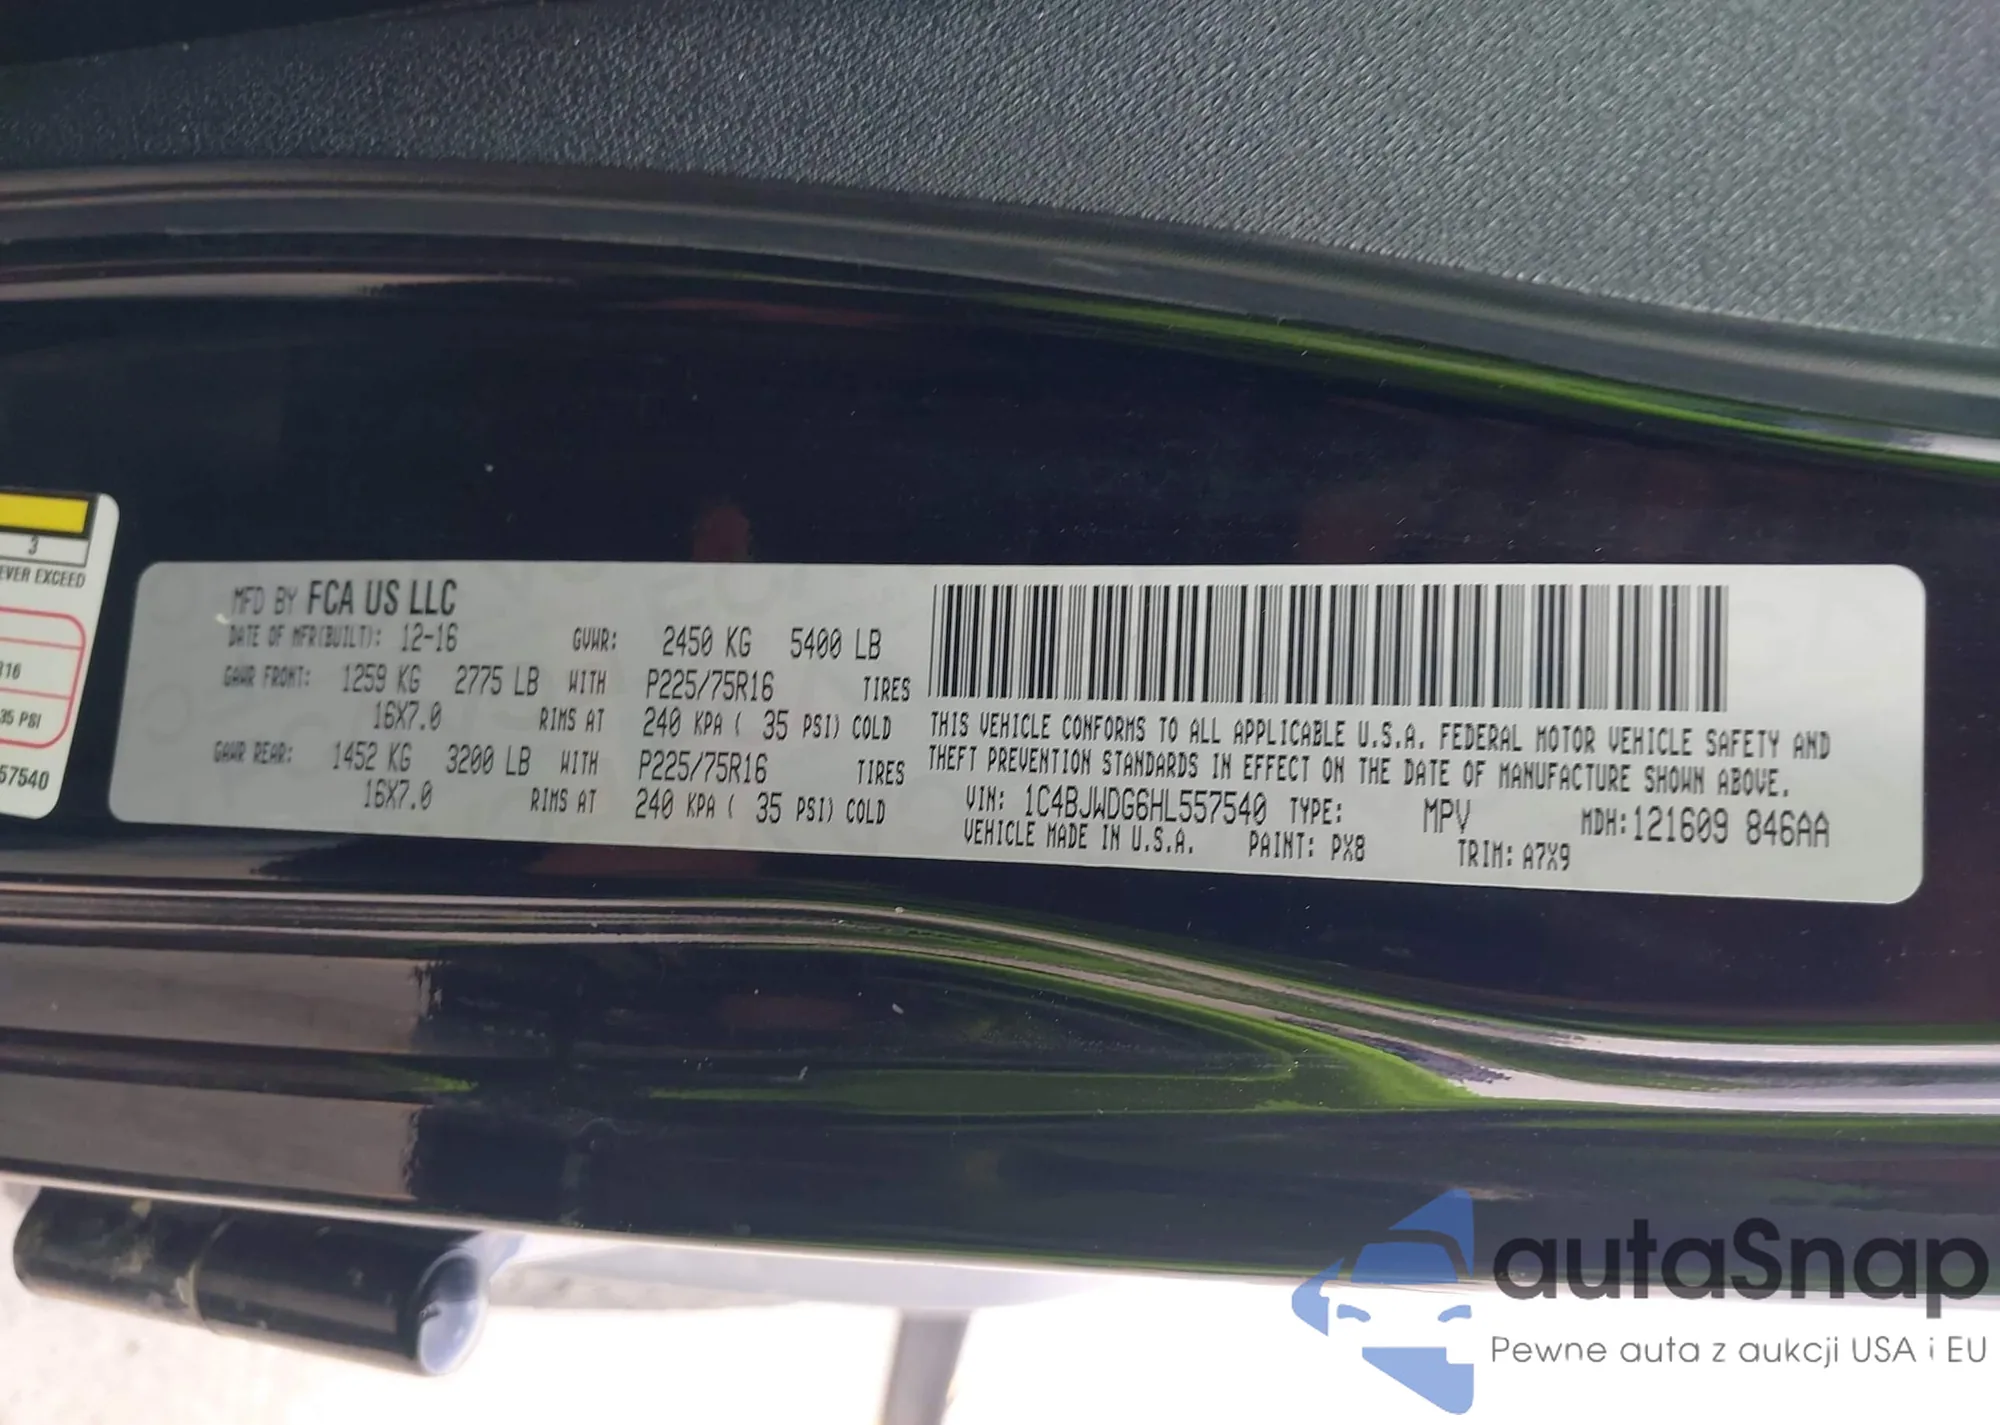 3
EVER EXCEED
R16
35 PSI
57540
MFD BY FCA US LLC
DATE OF MFR(BUILT): 12-16 GVWR: 2450 KG 5400 LB
GAWR FRONT: 1259 KG 2775 LB WITH P225/75R16 TIRES
16X7.0 RIMS AT 240 KPA ( 35 PSI) COLD
GAWR REAR: 1452 KG 3200 LB WITH P225/75R16 TIRES
16X7.0 RIMS AT 240 KPA ( 35 PSI) COLD
THIS VEHICLE CONFORMS TO ALL APPLICABLE U.S.A. FEDERAL MOTOR VEHICLE SAFETY AND
THEFT PREVENTION STANDARDS IN EFFECT ON THE DATE OF MANUFACTURE SHOWN ABOVE.
VIN: 1C4BJWDG6HL557540 TYPE: MPV MDH:121609 846AA
VEHICLE MADE IN U.S.A. PAINT: PX8 TRIM: A7X9
autaSnap
Pewne auta z aukcji USA i EU